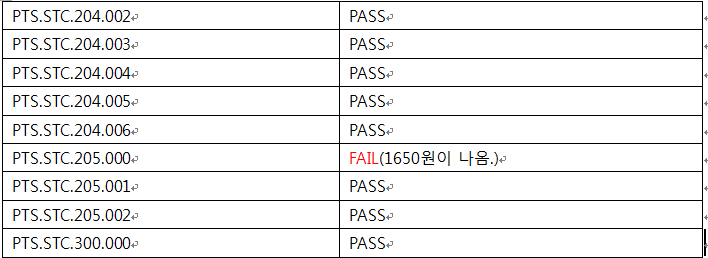 PTS.STC.204.002 PASS
PTS.STC.204.003 PASS
PTS.STC.204.004 PASS
PTS.STC.204.005 PASS
PTS.STC.204.006 PASS
PTS.STC.205.000 FAIL(1650원이 나옴.)
PTS.STC.205.001 PASS
PTS.STC.205.002 PASS
PTS.STC.300.000 PASS